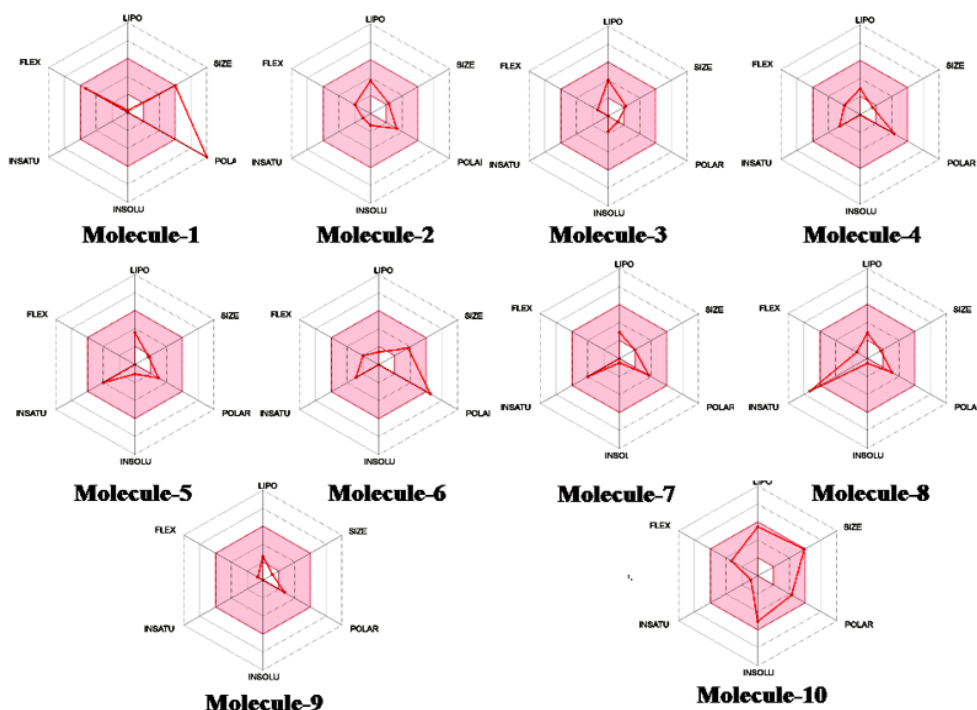 LIPO LIPO LIPO LIPO
FLEX SIZE FLEX SIZE FLEX SIZE FLEX SIZE
INSATU POLA INSATU POLAI INSATU POLAR INSATU POLAR
INSOLU INSOLU INSOLU INSOLU
Molecule-1 Molecule-2 Molecule-3 Molecule-4
LIPO LIPO LIPO LIPO
FLEX SIZE FLEX SIZE FLEX SIZE FLEX SIZE
INSATU POLAR INSATU POLAI INSATU POLAR INSATU POLAR
INSOLU INSOLU INSOL INSOLU
Molecule-5 Molecule-6 Molecule-7 Molecule-8
LIPO LIPO
FLEX SIZE FLEX SIZE
INSATU POLAR INSATU POLAR
INSOLU INSOLU
Molecule-9 Molecule-10